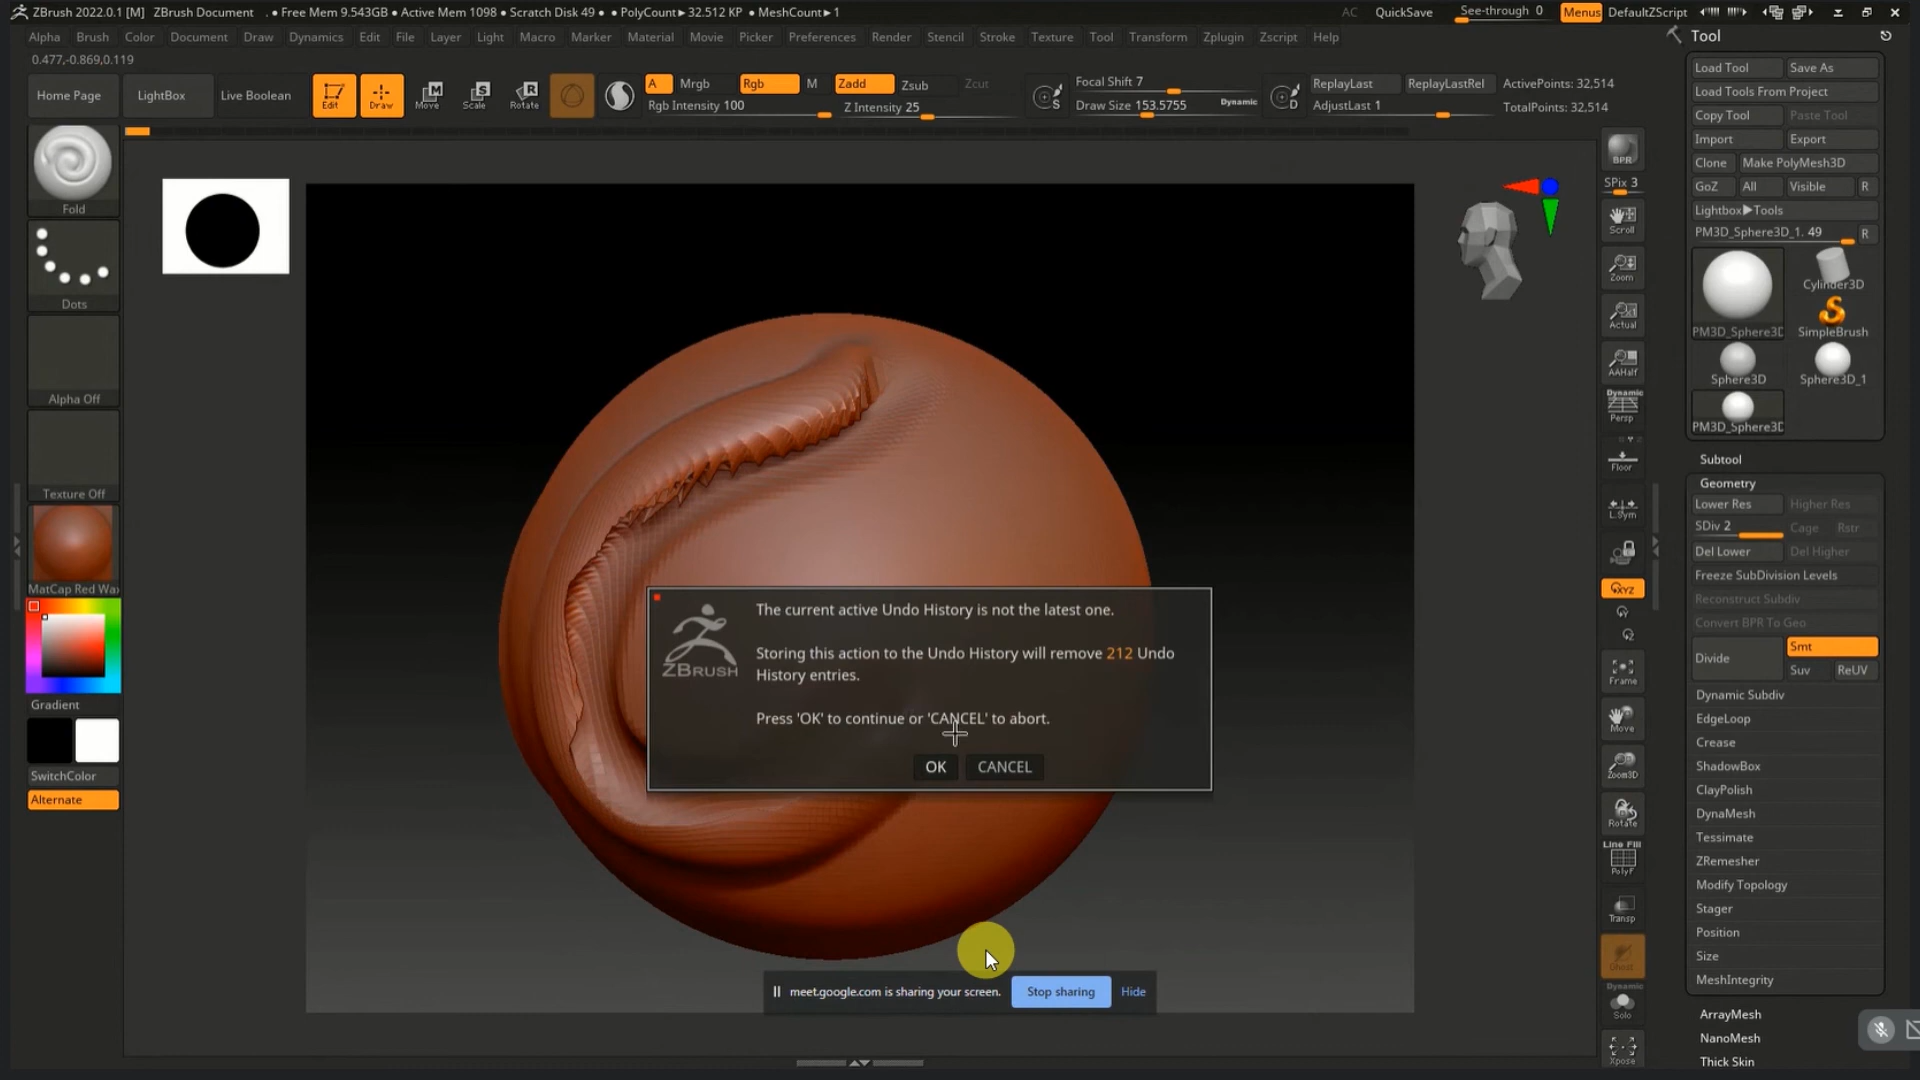 ZBrush 2022.0.1 [M] ZBrush Document . • Free Mem 9.543GB • Active Mem 1098 • Scratch Disk 49 • • PolyCount▸ 32.512 KP • MeshCount▸ 1 AC QuickSave See-through 0 Menus DefaultZScript
Alpha Brush Color Document Draw Dynamics Edit File Layer Light Macro Marker Material Movie Picker Preferences Render Stencil Stroke Texture Tool Transform Zplugin Zscript Help
0.477,-0.869,0.119
Home Page LightBox Live Boolean Edit Draw Move Scale Rotate
A Mrgb Rgb M Zadd Zsub Zcut
Rgb Intensity 100 Z Intensity 25
Focal Shift 7
Draw Size 153.5755 Dynamic
ReplayLast ReplayLastRel ActivePoints: 32,514
AdjustLast 1 TotalPoints: 32,514
Fold
Dots
Alpha Off
Texture Off
MatCap Red Wax
Gradient
SwitchColor
Alternate
The current active Undo History is not the latest one.
Storing this action to the Undo History will remove 212 Undo
History entries.
Press 'OK' to continue or 'CANCEL' to abort.
ZBRUSH
OK CANCEL
meet.google.com is sharing your screen. Stop sharing Hide
BPR
SPix 3
Scroll
Zoom
Actual
AAHalf
Dynamic
Persp
Floor
L.Sym
XYZ
Frame
Move
Zoom3D
Rotate
Line Fill
PolyF
Transp
Ghost
Dynamic
Solo
Xpose
Tool
Load Tool Save As
Load Tools From Project
Copy Tool Paste Tool
Import Export
Clone Make PolyMesh3D
GoZ All Visible R
Lightbox▶Tools
PM3D_Sphere3D_1. 49 R
Cylinder3D
PM3D_Sphere3D SimpleBrush
Sphere3D Sphere3D_1
PM3D_Sphere3D
Subtool
Geometry
Lower Res Higher Res
SDiv 2 Cage Rstr
Del Lower Del Higher
Freeze SubDivision Levels
Reconstruct Subdiv
Convert BPR To Geo
Divide Smt
Suv ReUV
Dynamic Subdiv
EdgeLoop
Crease
ShadowBox
ClayPolish
DynaMesh
Tessimate
ZRemesher
Modify Topology
Stager
Position
Size
MeshIntegrity
ArrayMesh
NanoMesh
Thick Skin